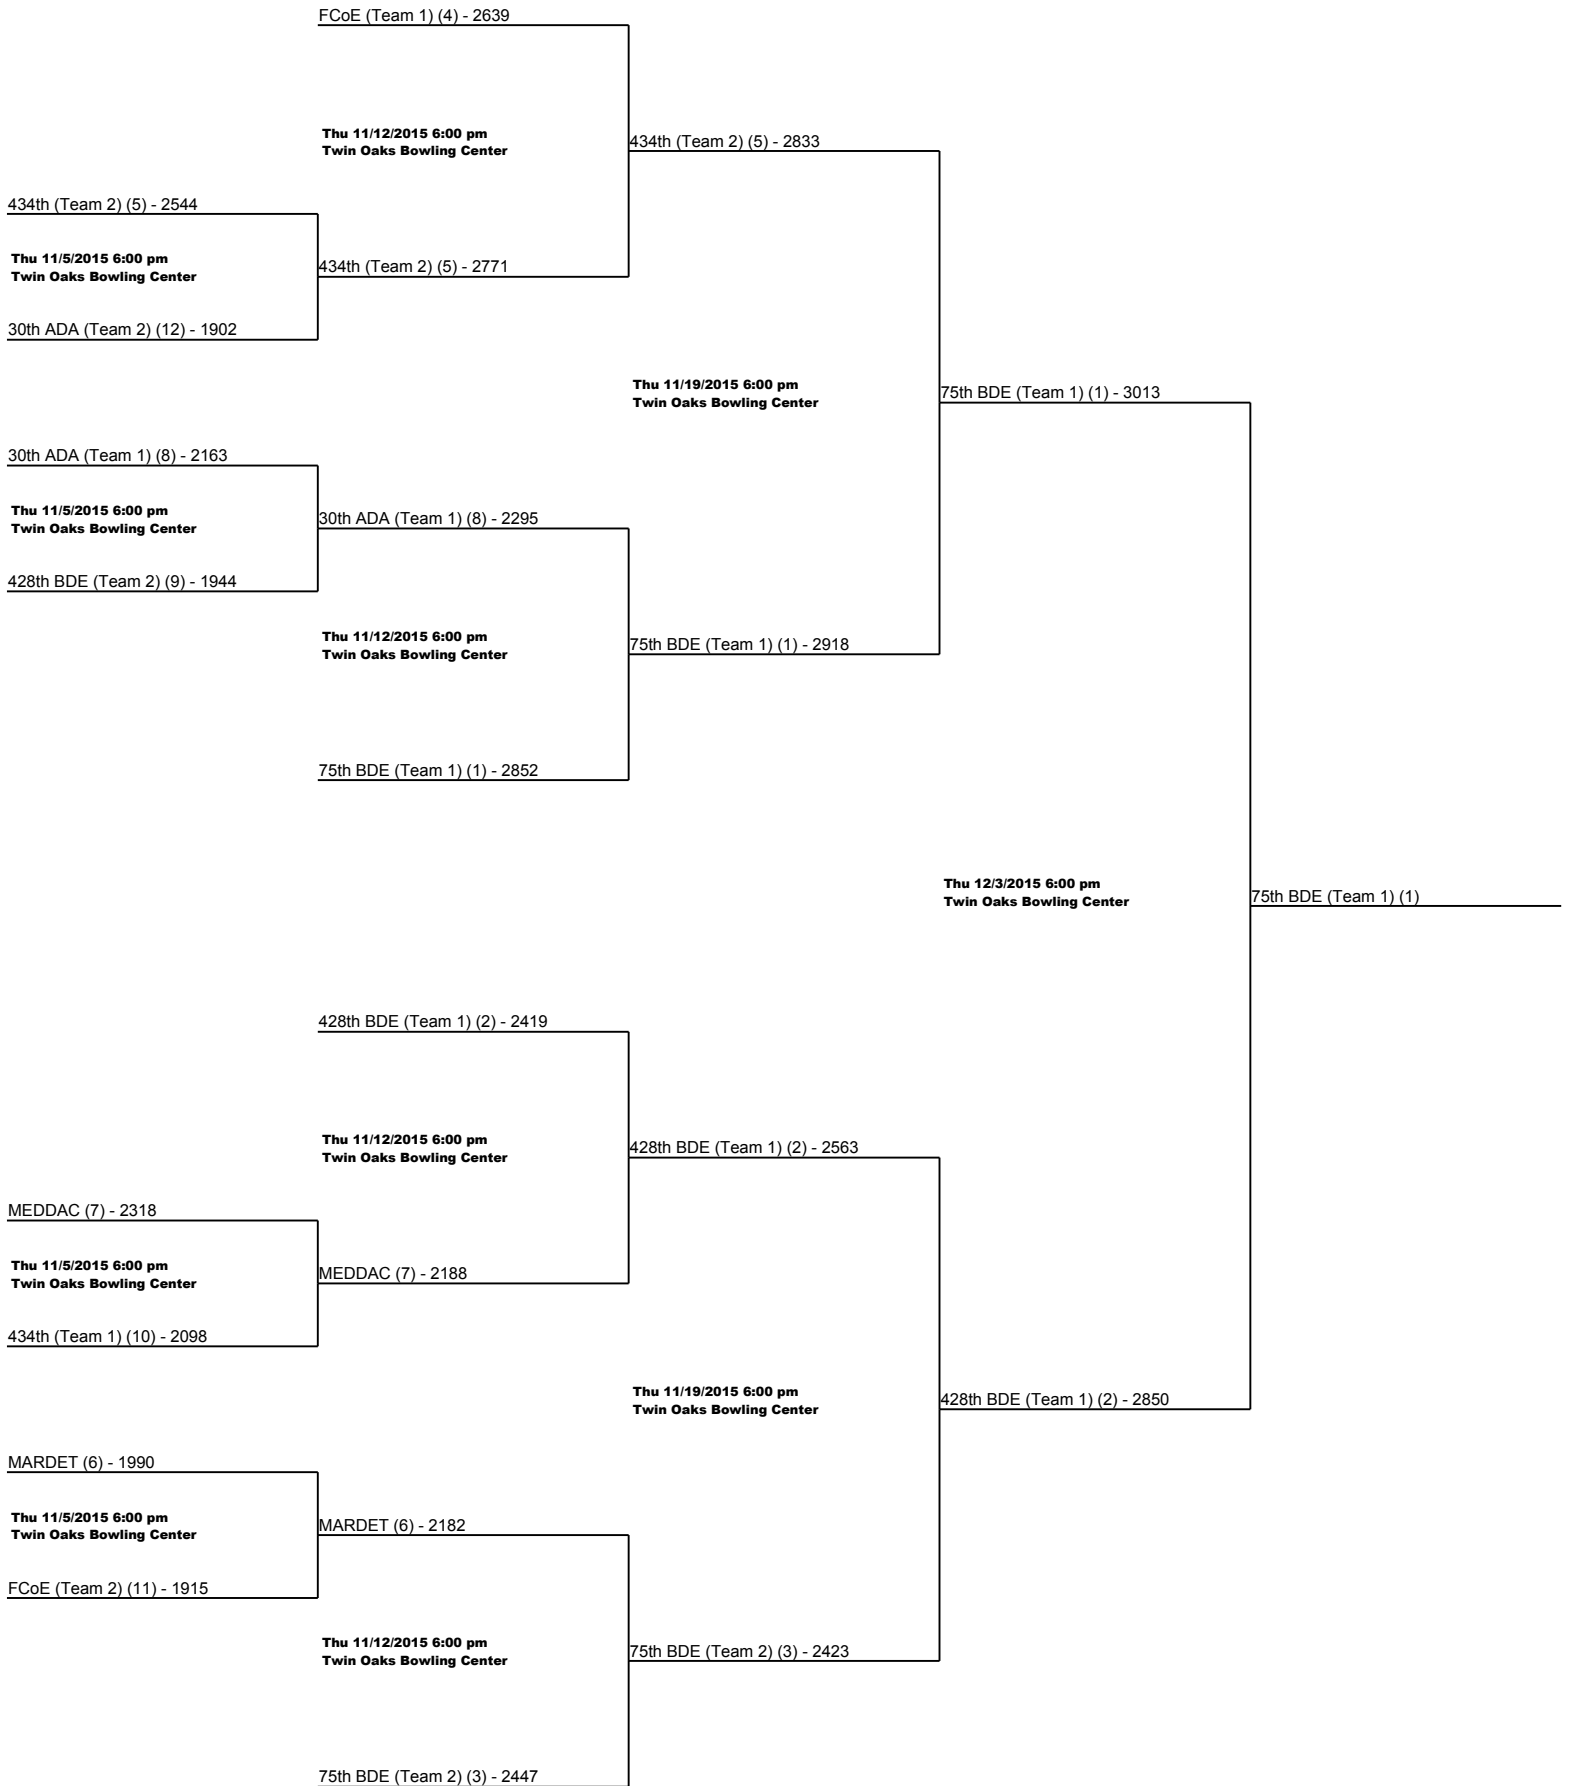 FCoE (Team 1) (4) - 2639
Thu 11/12/2015 6:00 pm
Twin Oaks Bowling Center
434th (Team 2) (5) - 2833
434th (Team 2) (5) - 2544
Thu 11/5/2015 6:00 pm
Twin Oaks Bowling Center
434th (Team 2) (5) - 2771
30th ADA (Team 2) (12) - 1902
Thu 11/19/2015 6:00 pm
Twin Oaks Bowling Center
75th BDE (Team 1) (1) - 3013
30th ADA (Team 1) (8) - 2163
Thu 11/5/2015 6:00 pm
Twin Oaks Bowling Center
30th ADA (Team 1) (8) - 2295
428th BDE (Team 2) (9) - 1944
Thu 11/12/2015 6:00 pm
Twin Oaks Bowling Center
75th BDE (Team 1) (1) - 2918
75th BDE (Team 1) (1) - 2852
Thu 12/3/2015 6:00 pm
Twin Oaks Bowling Center
75th BDE (Team 1) (1)
428th BDE (Team 1) (2) - 2419
Thu 11/12/2015 6:00 pm
Twin Oaks Bowling Center
428th BDE (Team 1) (2) - 2563
MEDDAC (7) - 2318
Thu 11/5/2015 6:00 pm
Twin Oaks Bowling Center
MEDDAC (7) - 2188
434th (Team 1) (10) - 2098
Thu 11/19/2015 6:00 pm
Twin Oaks Bowling Center
428th BDE (Team 1) (2) - 2850
MARDET (6) - 1990
Thu 11/5/2015 6:00 pm
Twin Oaks Bowling Center
MARDET (6) - 2182
FCoE (Team 2) (11) - 1915
Thu 11/12/2015 6:00 pm
Twin Oaks Bowling Center
75th BDE (Team 2) (3) - 2423
75th BDE (Team 2) (3) - 2447